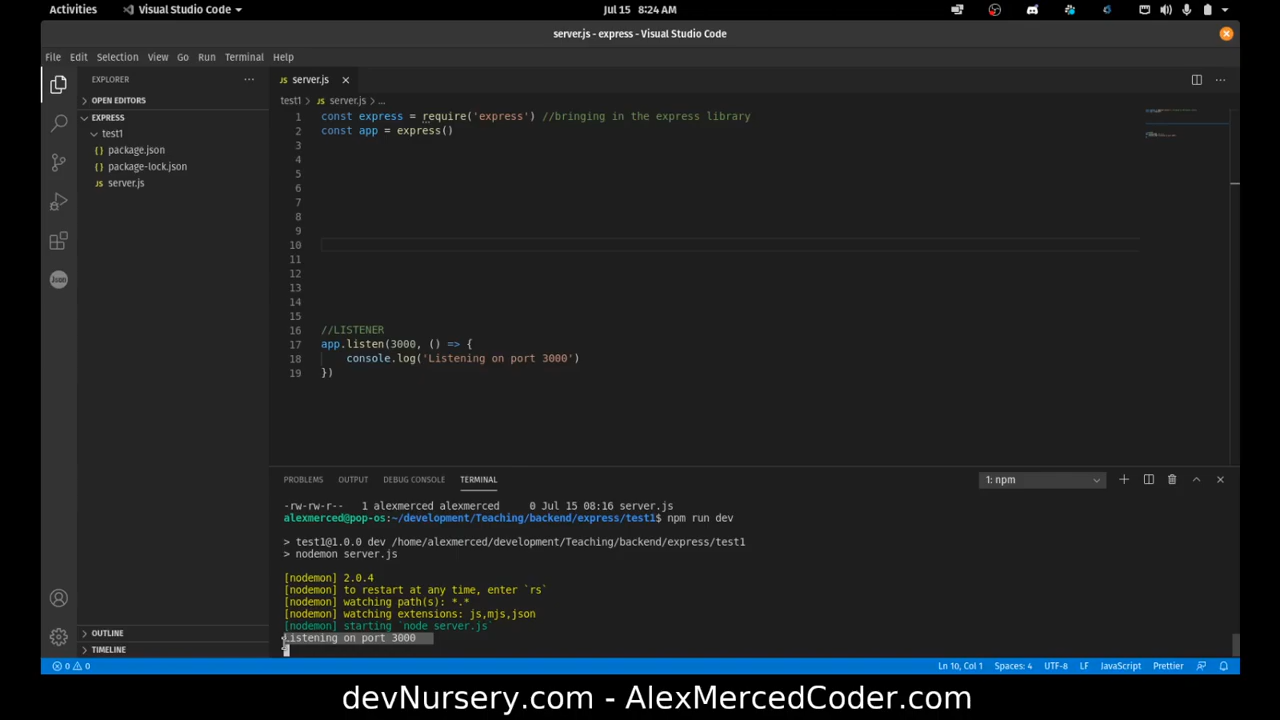 Activities
Visual Studio Code
Jul 15 8:24 AM
server.js - express - Visual Studio Code
File Edit Selection View Go Run Terminal Help
EXPLORER
OPEN EDITORS
EXPRESS
test1
package.json
package-lock.json
JS server.js
OUTLINE
TIMELINE
Json
JS server.js
test1 > JS server.js > ...
1 const express = require('express') //bringing in the express library
2 const app = express()
3
4
5
6
7
8
9
10
11
12
13
14
15
16 //LISTENER
17 app.listen(3000, () => {
18 console.log('Listening on port 3000')
19 })
PROBLEMS OUTPUT DEBUG CONSOLE TERMINAL
1: npm
-rw-rw-r-- 1 alexmerced alexmerced 0 Jul 15 08:16 server.js
alexmerced@pop-os:~/development/Teaching/backend/express/test1$ npm run dev
> test1@1.0.0 dev /home/alexmerced/development/Teaching/backend/express/test1
> nodemon server.js
[nodemon] 2.0.4
[nodemon] to restart at any time, enter `rs`
[nodemon] watching path(s): *.*
[nodemon] watching extensions: js,mjs,json
[nodemon] starting `node server.js`
Listening on port 3000
0 0
Ln 10, Col 1 Spaces: 4 UTF-8 LF JavaScript Prettier
devNursery.com - AlexMercedCoder.com